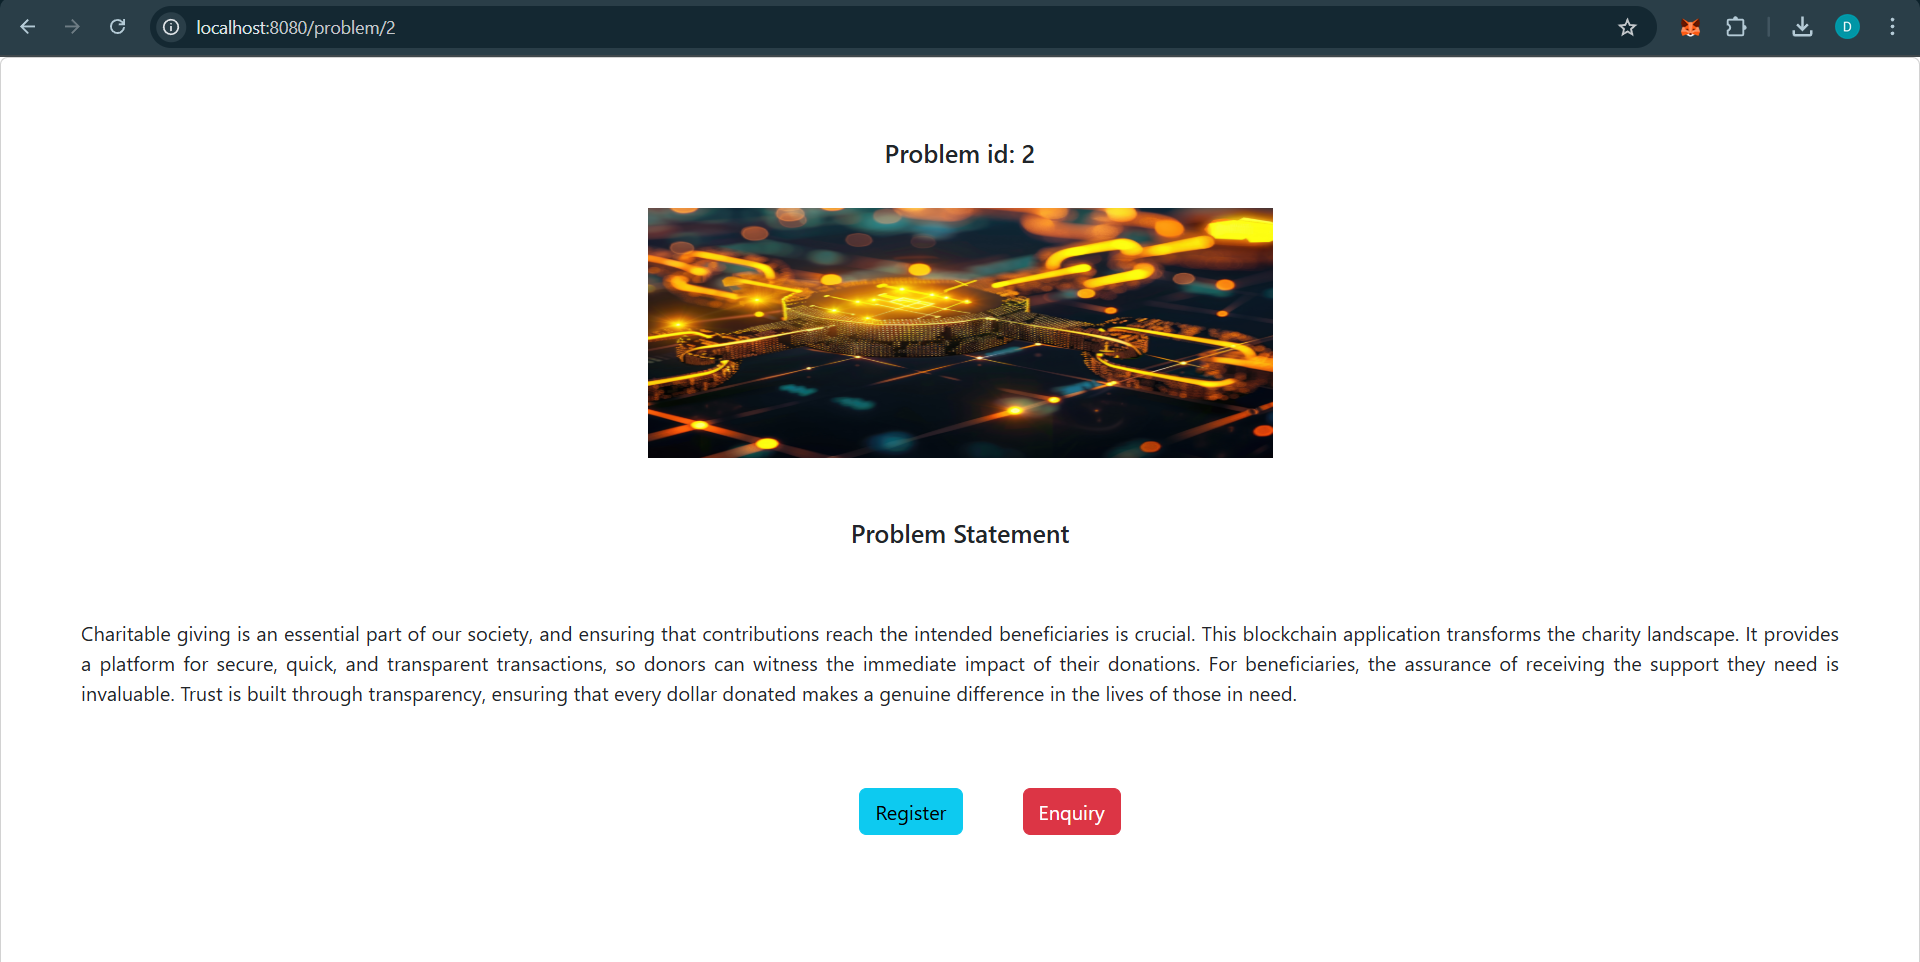 localhost:8080/problem/2
D
Problem id: 2
Problem Statement
Charitable giving is an essential part of our society, and ensuring that contributions reach the intended beneficiaries is crucial. This blockchain application transforms the charity landscape. It provides
a platform for secure, quick, and transparent transactions, so donors can witness the immediate impact of their donations. For beneficiaries, the assurance of receiving the support they need is
invaluable. Trust is built through transparency, ensuring that every dollar donated makes a genuine difference in the lives of those in need.
Register Enquiry